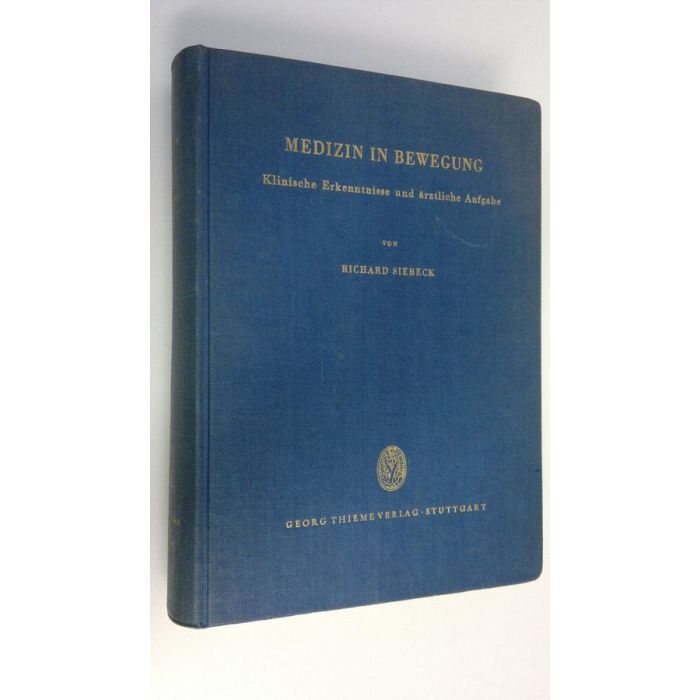 MEDIZIN IN BEWEGUNG
Klinische Erkenntnisse und ärztliche Aufgabe
VON
RICHARD SIEBECK
GEORG THIEME VERLAG · STUTTGART